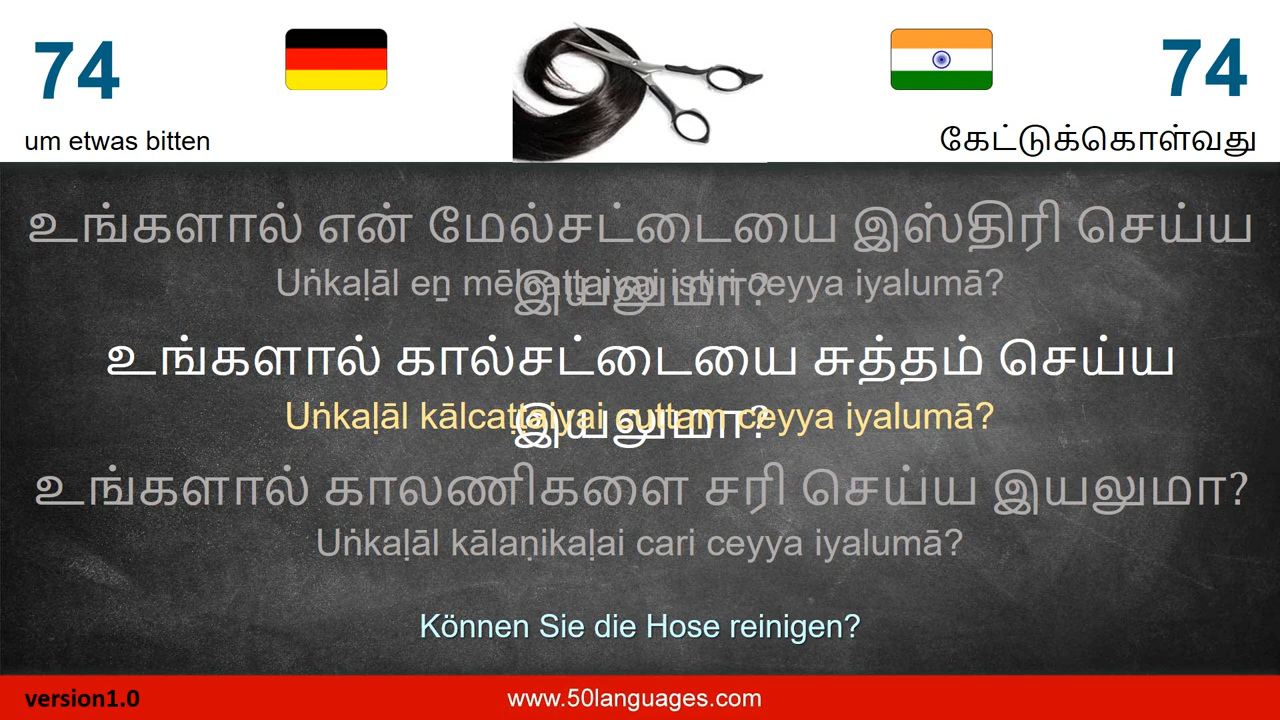 74
74
um etwas bitten
கேட்டுக்கொள்வது
உங்களால் என் மேல்சட்டையை இஸ்திரி செய்ய
இயலுமா?
Uṅkaḷāl eṉ mēlcaṭṭaiyai istiri ceyya iyalumā?
உங்களால் கால்சட்டையை சுத்தம் செய்ய
இயலுமா?
Uṅkaḷāl kālcaṭṭaiyai cuttam ceyya iyalumā?
உங்களால் காலணிகளை சரி செய்ய இயலுமா?
Uṅkaḷāl kālaṇikaḷai cari ceyya iyalumā?
Können Sie die Hose reinigen?
version1.0
www.50languages.com